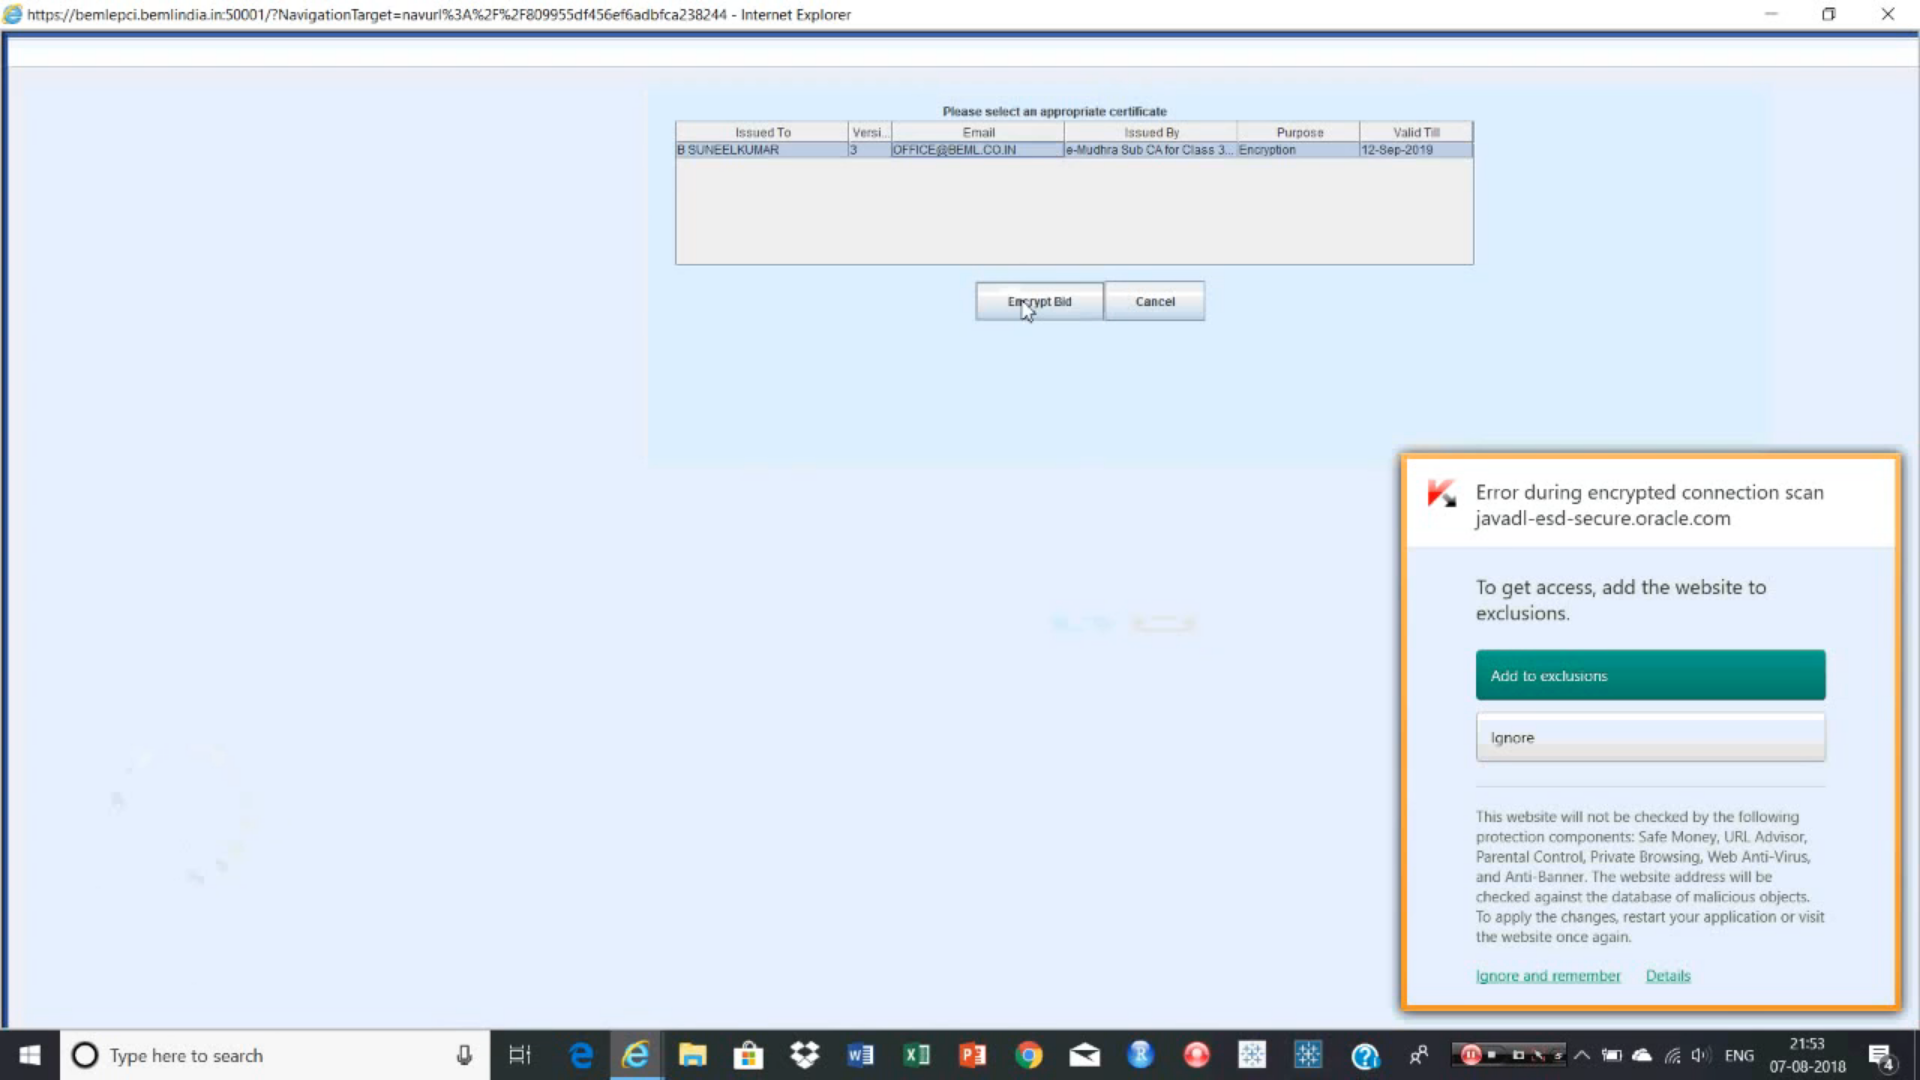 https://bemlepci.bemlindia.in:50001/?NavigationTarget=navurl%3A%2F%2F809955df456ef6adbfca238244 - Internet Explorer
Please select an appropriate certificate
Issued To Versi... Email Issued By Purpose Valid Till
B SUNEELKUMAR 3 OFFICE@BEML.CO.IN e-Mudhra Sub CA for Class 3... Encryption 12-Sep-2019
Encrypt Bid Cancel
Error during encrypted connection scan
javadl-esd-secure.oracle.com
To get access, add the website to
exclusions.
Add to exclusions
Ignore
This website will not be checked by the following
protection components: Safe Money, URL Advisor,
Parental Control, Private Browsing, Web Anti-Virus,
and Anti-Banner. The website address will be
checked against the database of malicious objects.
To apply the changes, restart your application or visit
the website once again.
Ignore and remember Details
Type here to search
ENG
21:53
07-08-2018
4